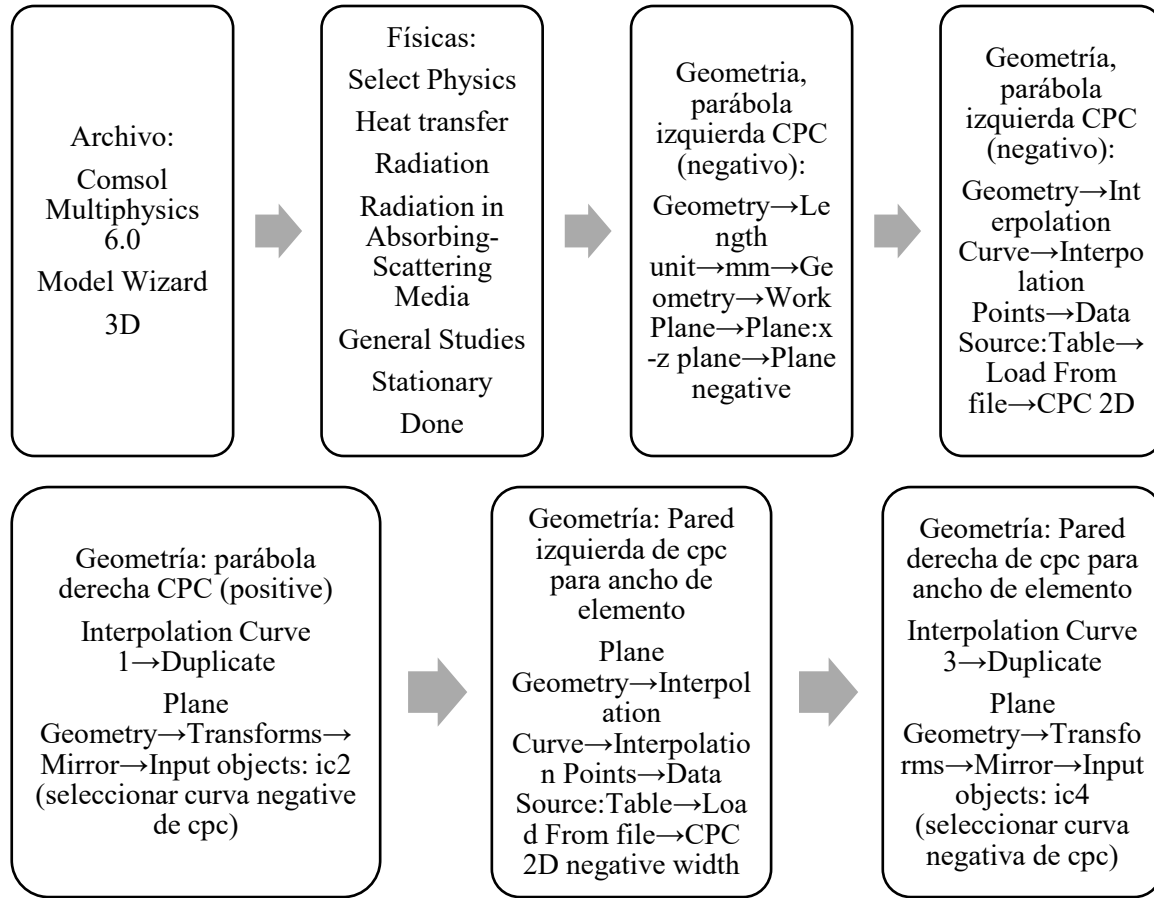 Archivo:
Comsol
Multiphysics
6.0
Model Wizard
3D
Físicas:
Select Physics
Heat transfer
Radiation
Radiation in
Absorbing-
Scattering
Media
General Studies
Stationary
Done
Geometria,
parábola
izquierda CPC
(negativo):
Geometry→Le
ngth
unit→mm→Ge
ometry→Work
Plane→Plane:x
-z plane→Plane
negative
Geometría,
parábola
izquierda CPC
(negativo):
Geometry→Int
erpolation
Curve→Interpo
lation
Points→Data
Source:Table→
Load From
file→CPC 2D
Geometría: parábola
derecha CPC (positive)
Interpolation Curve
1→Duplicate
Plane
Geometry→Transforms→
Mirror→Input objects: ic2
(seleccionar curva negative
de cpc)
Geometría: Pared
izquierda de cpc
para ancho de
elemento
Plane
Geometry→Interpol
ation
Curve→Interpolatio
n Points→Data
Source:Table→Loa
d From file→CPC
2D negative width
Geometría: Pared
derecha de cpc para
ancho de elemento
Interpolation Curve
3→Duplicate
Plane
Geometry→Transfo
rms→Mirror→Input
objects: ic4
(seleccionar curva
negativa de cpc)